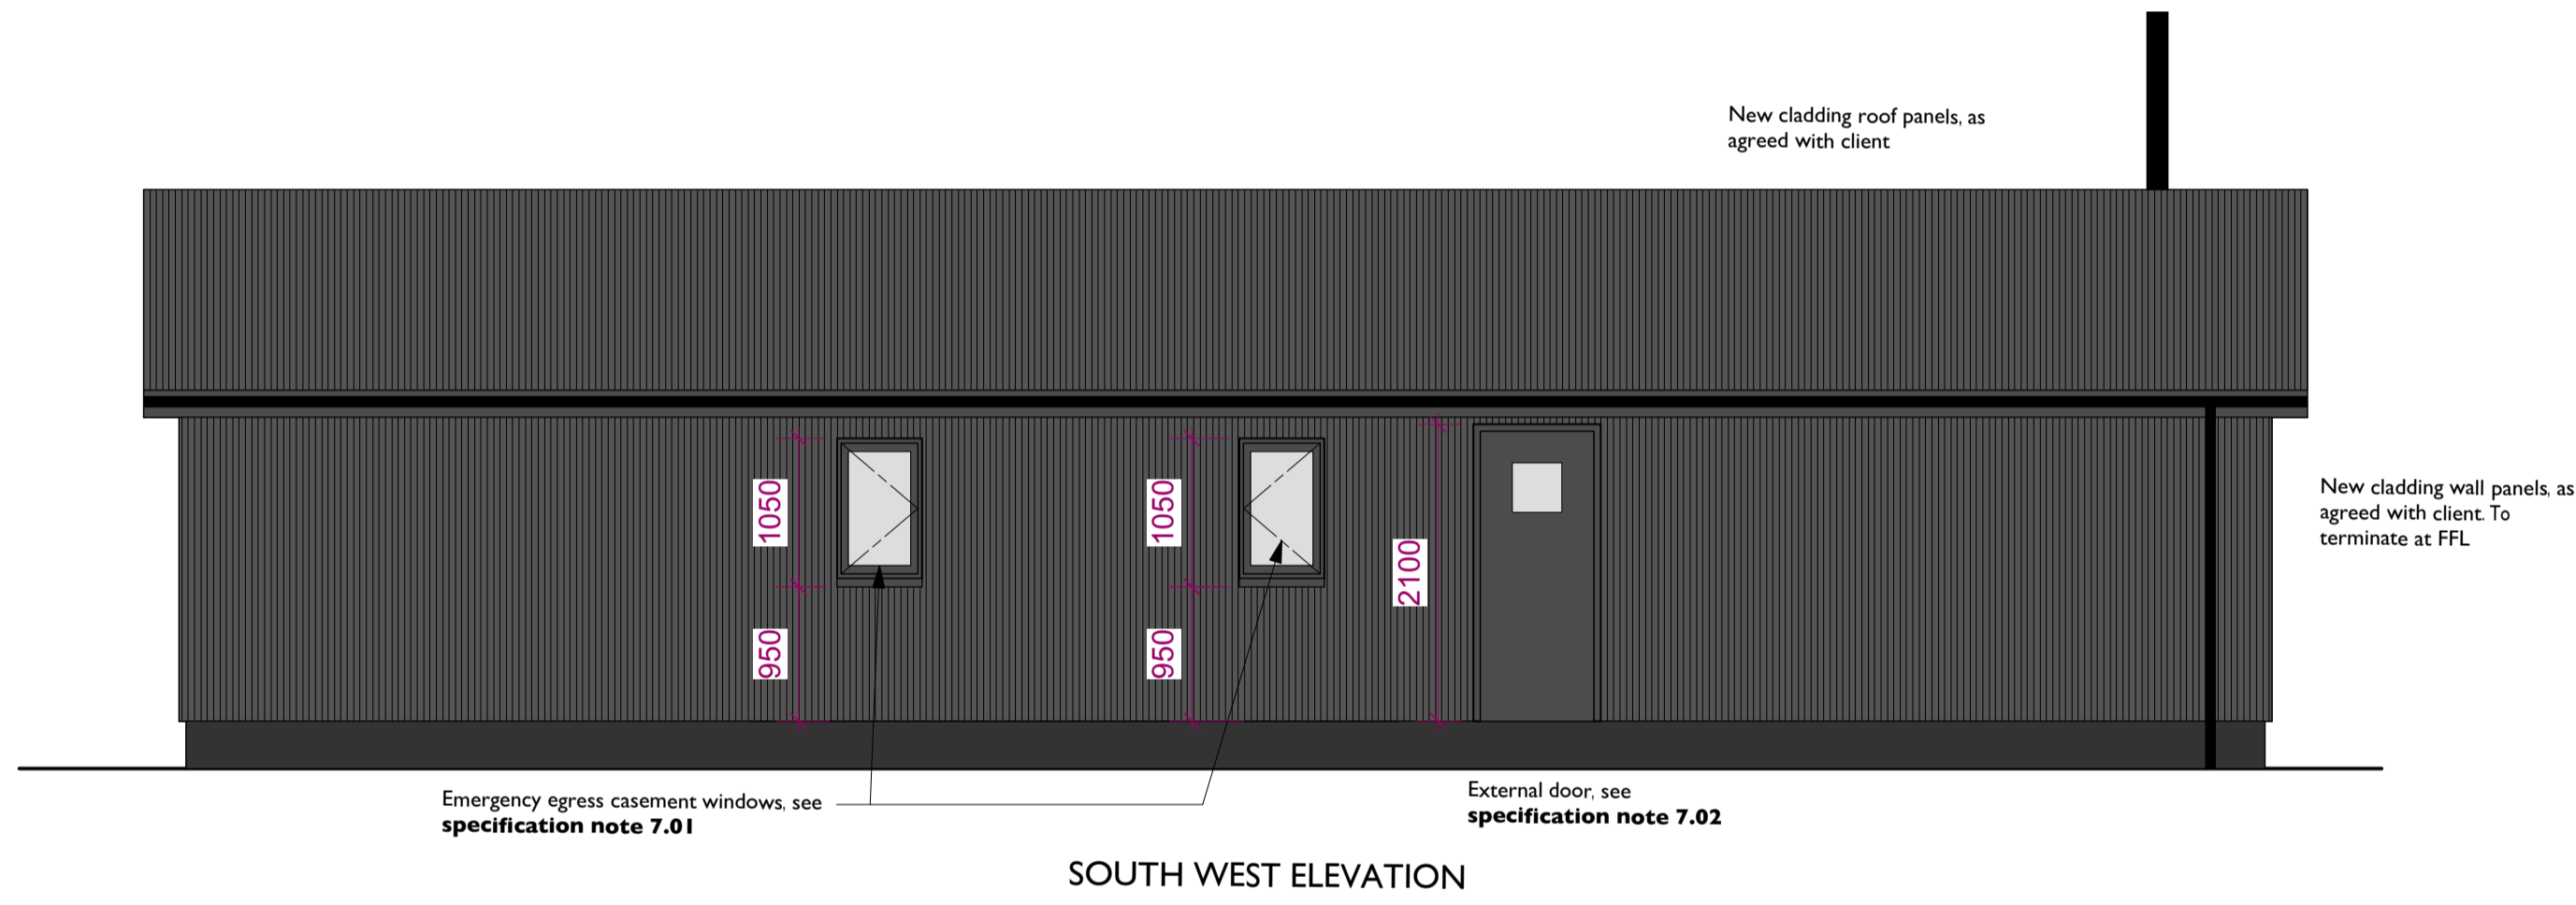 New cladding roof panels, as
agreed with client
1050
950
1050
950
2100
New cladding wall panels, as
agreed with client. To
terminate at FFL
Emergency egress casement windows, see
specification note 7.01
External door, see
specification note 7.02
SOUTH WEST ELEVATION